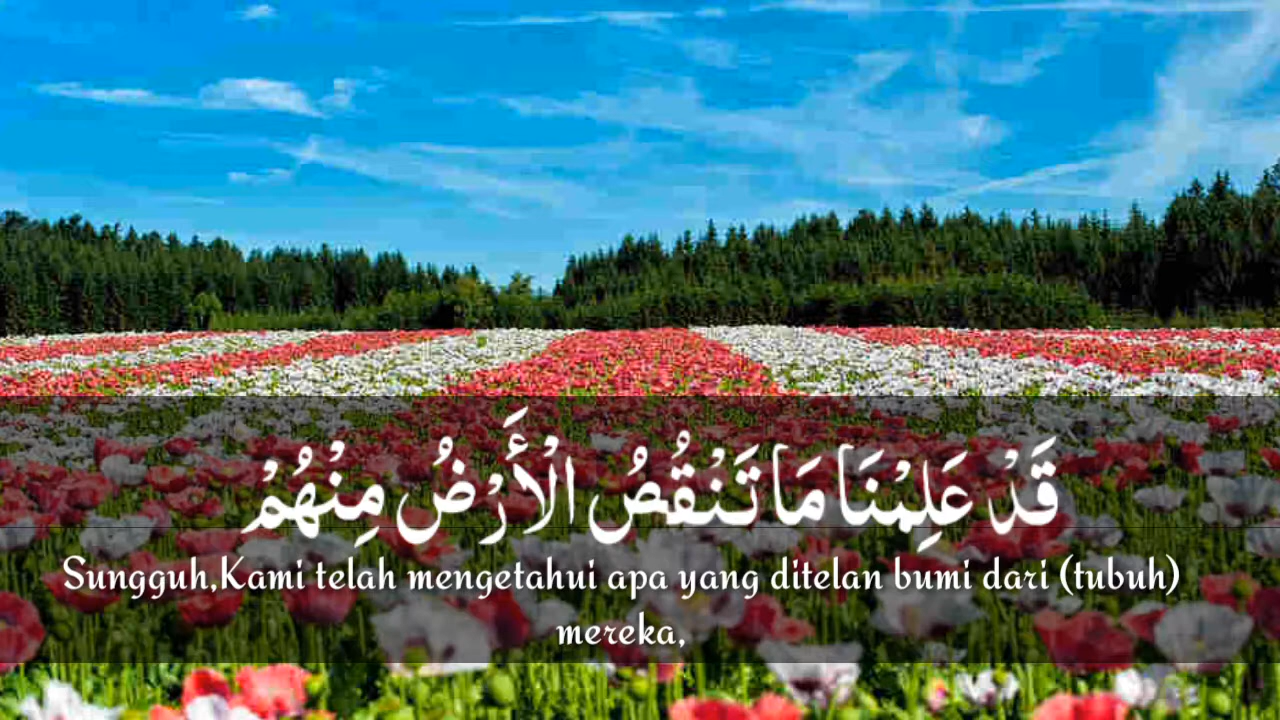 قَدْ عَلِمْنَا مَا تَنْقُصُ الْأَرْضُ مِنْهُمْ
Sungguh,Kami telah mengetahui apa yang ditelan bumi dari (tubuh)
mereka,